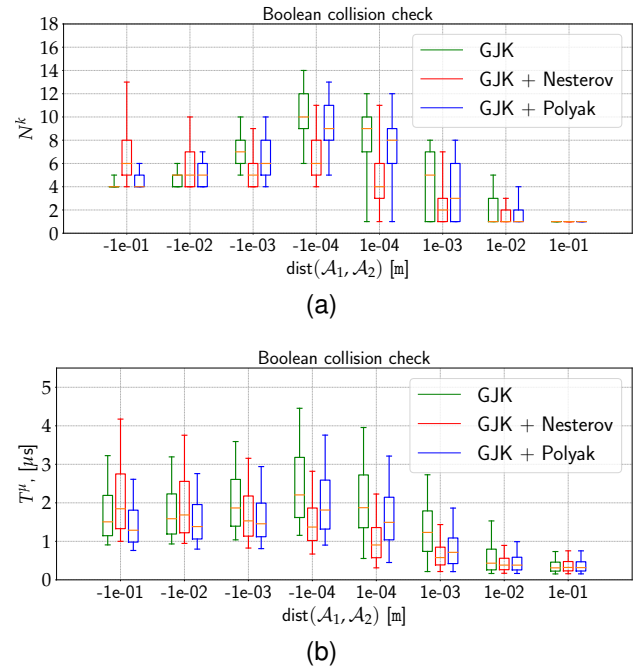 Boolean collision check
18
16
14
12
10
8
6
4
2
0
N^k
GJK
GJK + Nesterov
GJK + Polyak
-1e-01 -1e-02 -1e-03 -1e-04 1e-04 1e-03 1e-02 1e-01
dist(𝒜₁, 𝒜₂) [m]
(a)
Boolean collision check
5
4
3
2
1
0
T^μ, [μs]
GJK
GJK + Nesterov
GJK + Polyak
-1e-01 -1e-02 -1e-03 -1e-04 1e-04 1e-03 1e-02 1e-01
dist(𝒜₁, 𝒜₂) [m]
(b)